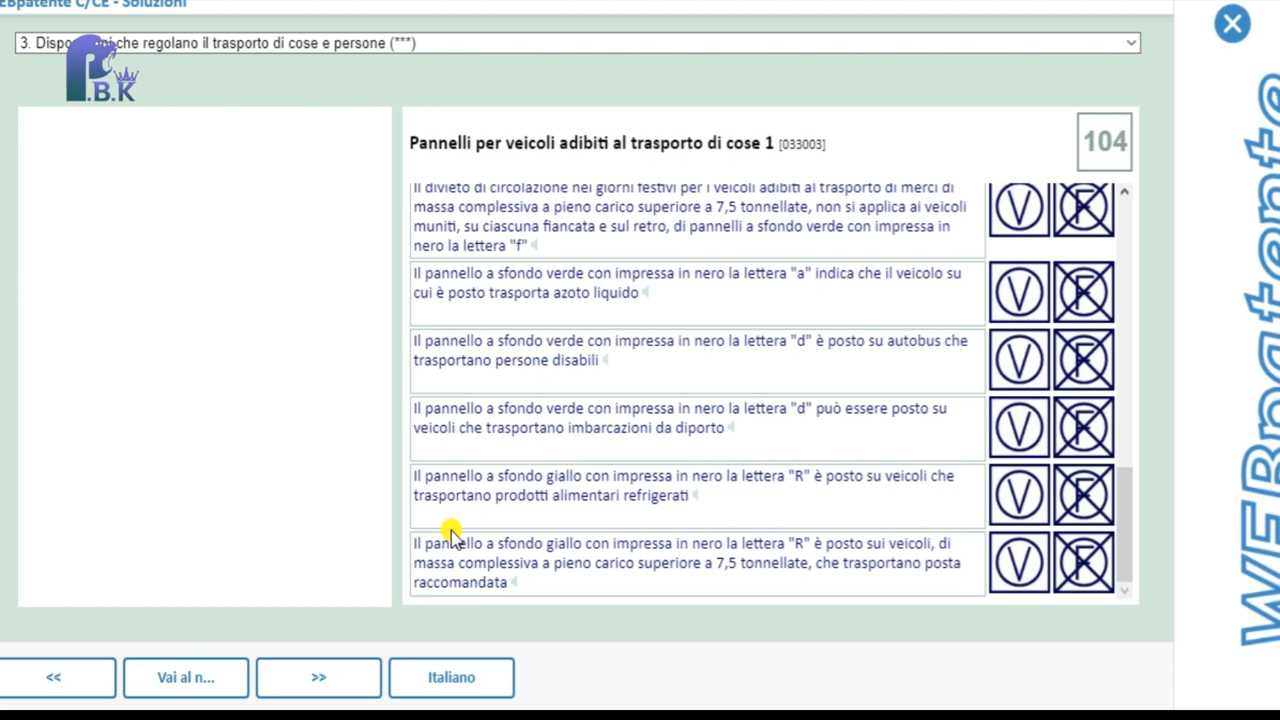 EBpatente C/CE - Soluzioni
3. Dispo   ni che regolano il trasporto di cose e persone (***)
P.B.K
Pannelli per veicoli adibiti al trasporto di cose 1 [033003]
104
Il divieto di circolazione nei giorni festivi per i veicoli adibiti al trasporto di merci di
massa complessiva a pieno carico superiore a 7,5 tonnellate, non si applica ai veicoli
muniti, su ciascuna fiancata e sul retro, di pannelli a sfondo verde con impressa in
nero la lettera "f"
V F
Il pannello a sfondo verde con impressa in nero la lettera "a" indica che il veicolo su
cui è posto trasporta azoto liquido
V F
Il pannello a sfondo verde con impressa in nero la lettera "d" è posto su autobus che
trasportano persone disabili
V F
Il pannello a sfondo verde con impressa in nero la lettera "d" può essere posto su
veicoli che trasportano imbarcazioni da diporto
V F
Il pannello a sfondo giallo con impressa in nero la lettera "R" è posto su veicoli che
trasportano prodotti alimentari refrigerati
V F
Il pannello a sfondo giallo con impressa in nero la lettera "R" è posto sui veicoli, di
massa complessiva a pieno carico superiore a 7,5 tonnellate, che trasportano posta
raccomandata
V F
<<
Vai al n...
>>
Italiano
WEBpatente